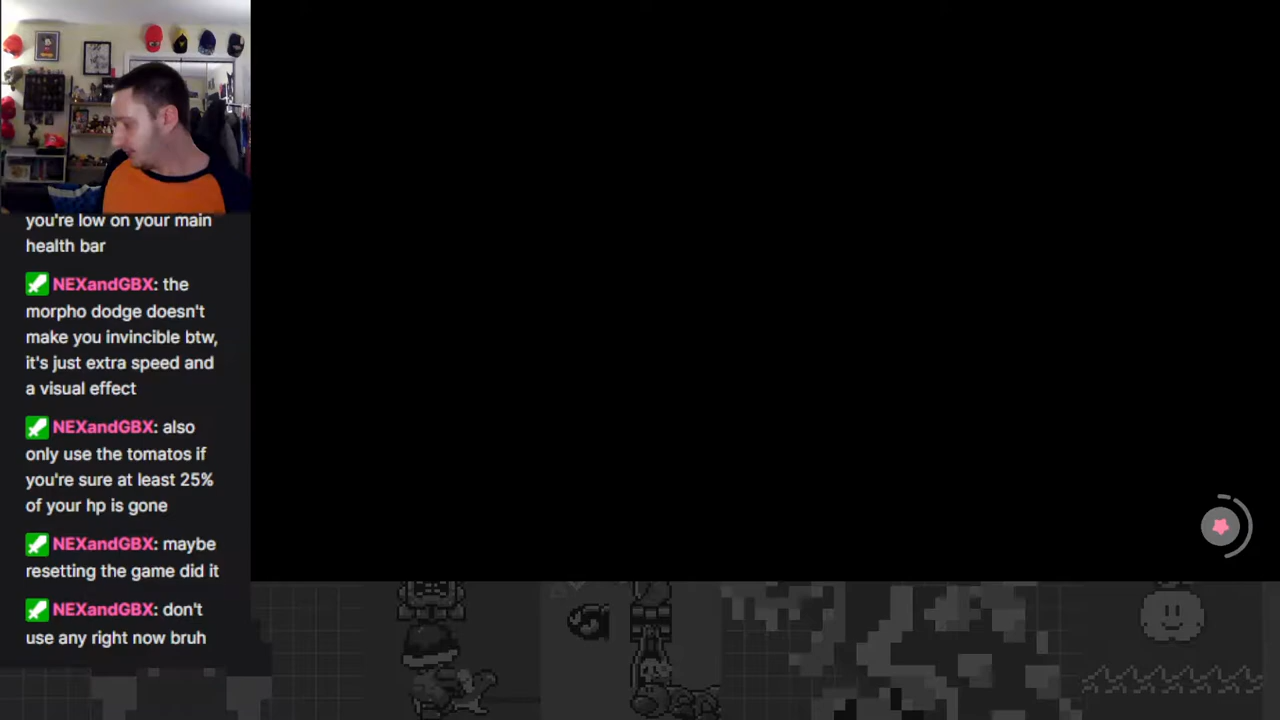 you're low on your main
health bar
NEXandGBX: the
morpho dodge doesn't
make you invincible btw,
it's just extra speed and
a visual effect
NEXandGBX: also
only use the tomatos if
you're sure at least 25%
of your hp is gone
NEXandGBX: maybe
resetting the game did it
NEXandGBX: don't
use any right now bruh